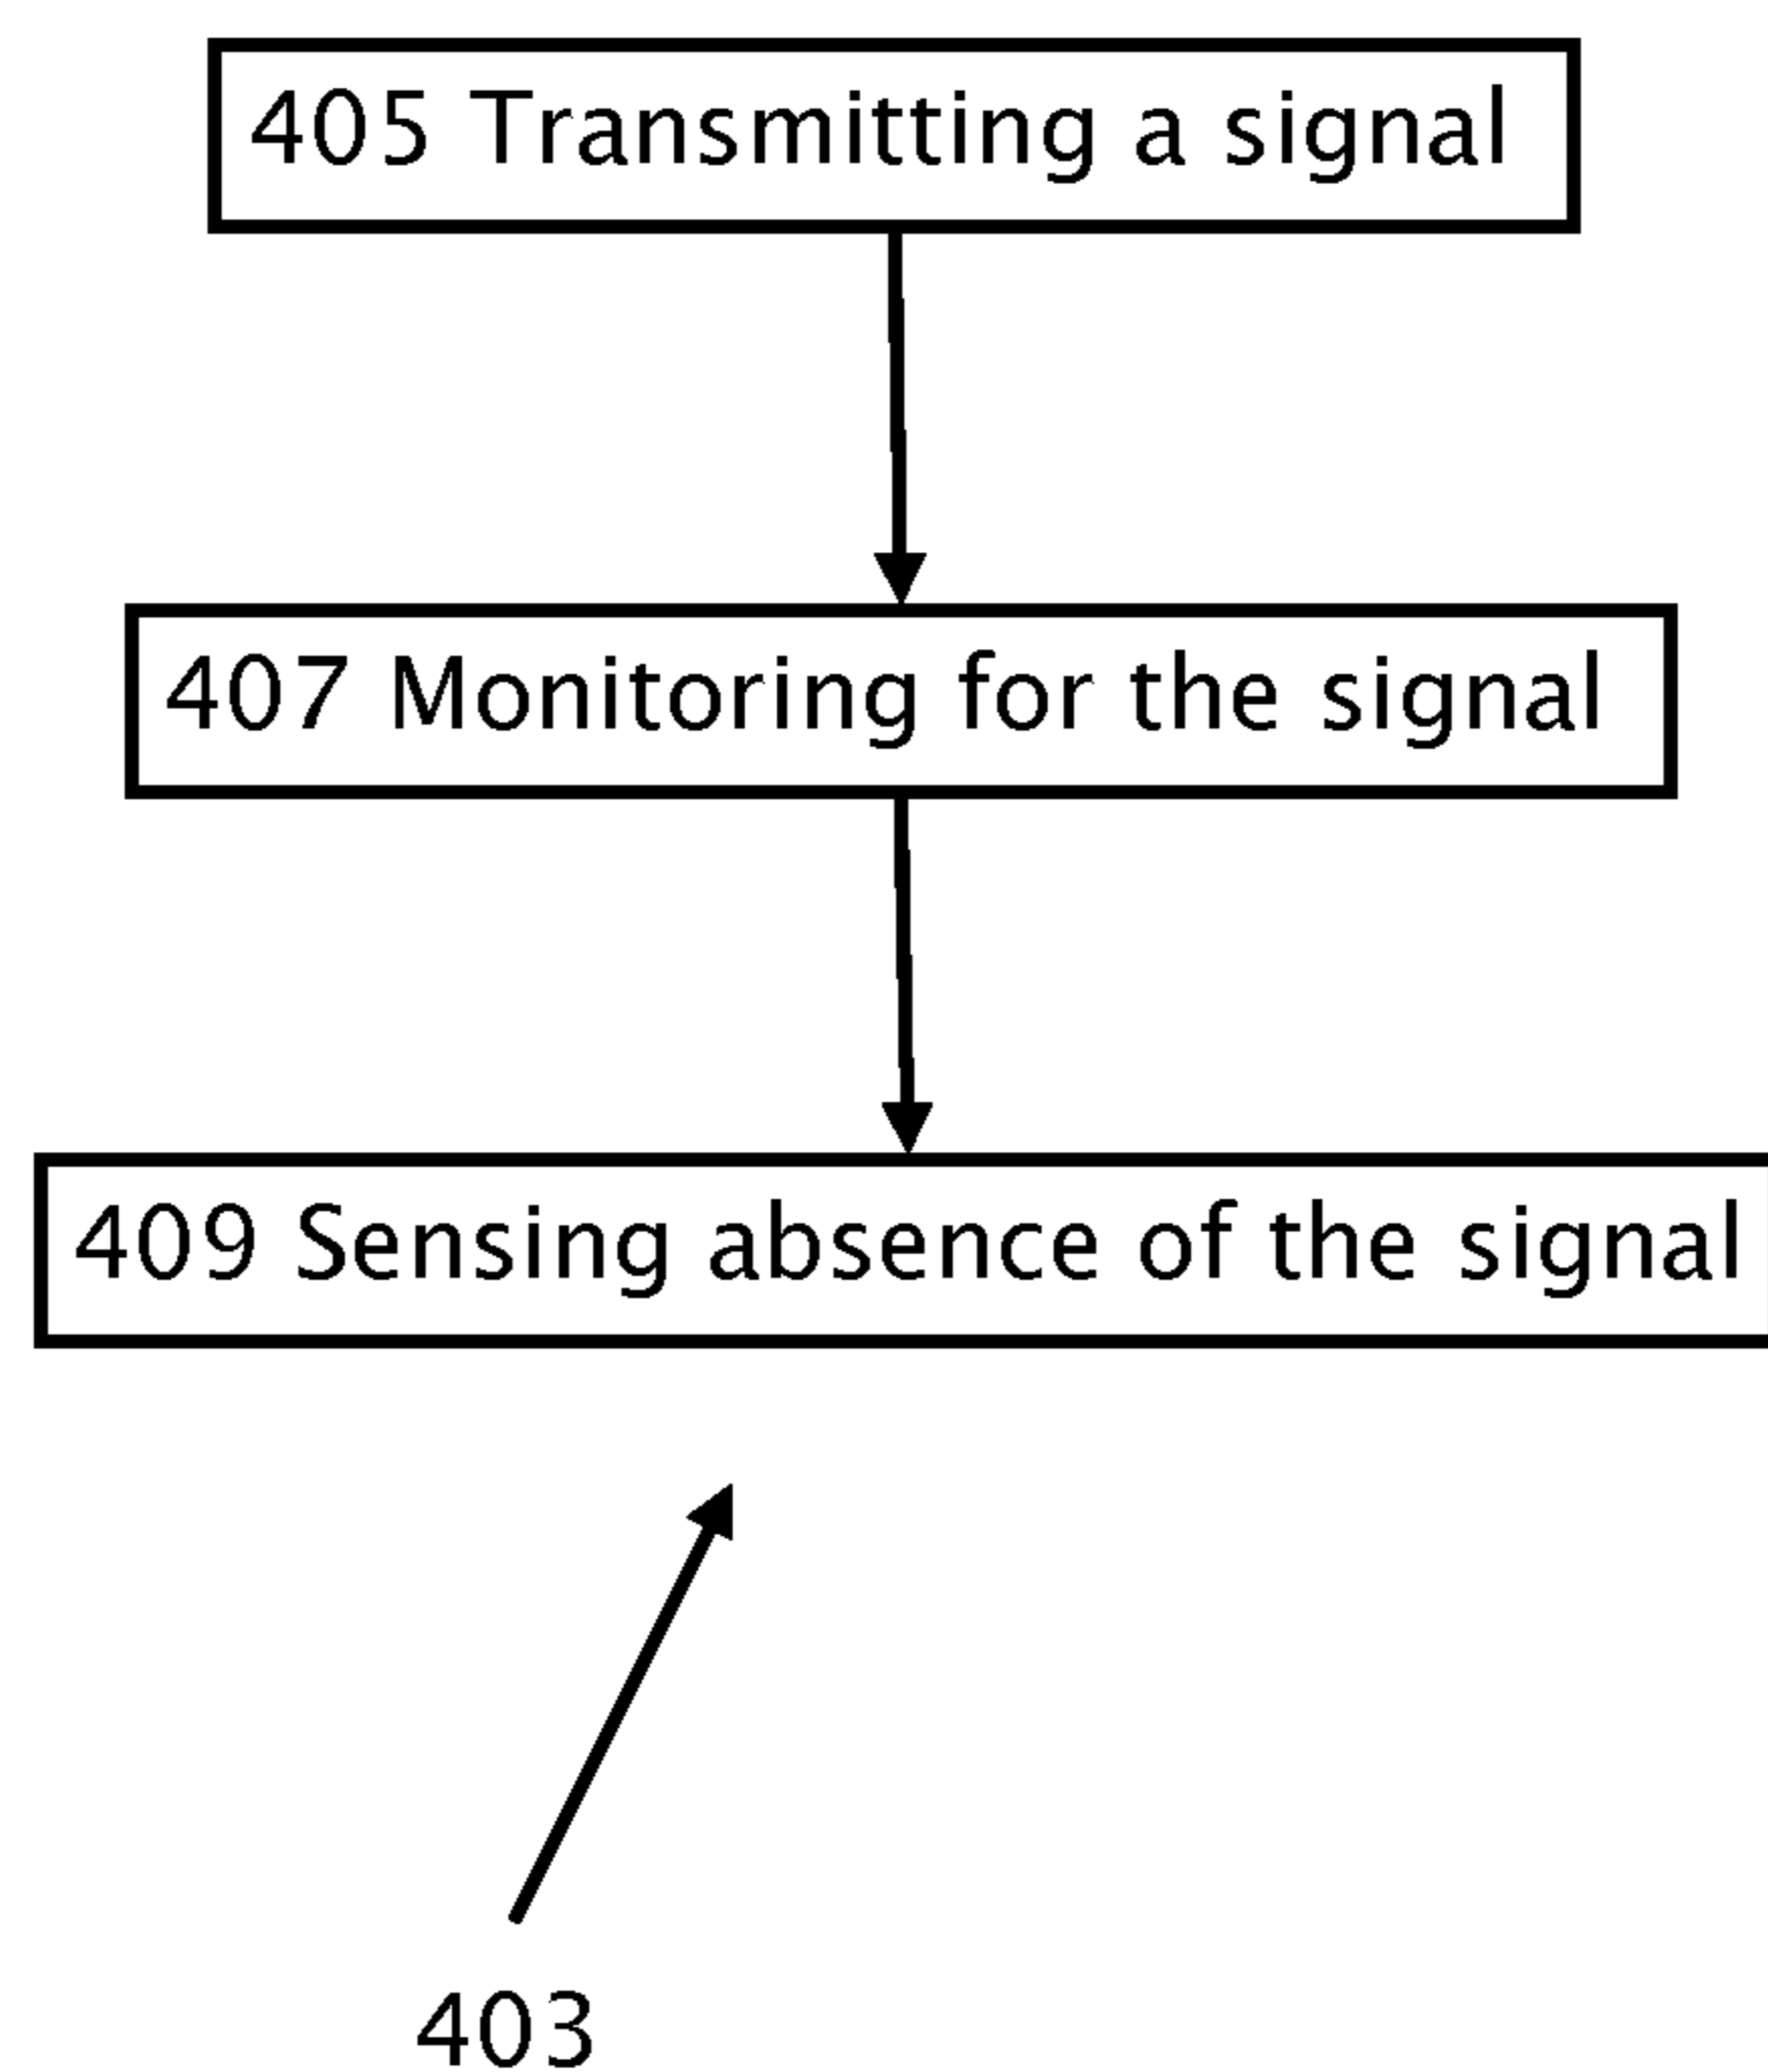 405 Transmitting a signal
407 Monitoring for the signal
409 Sensing absence of the signal
403